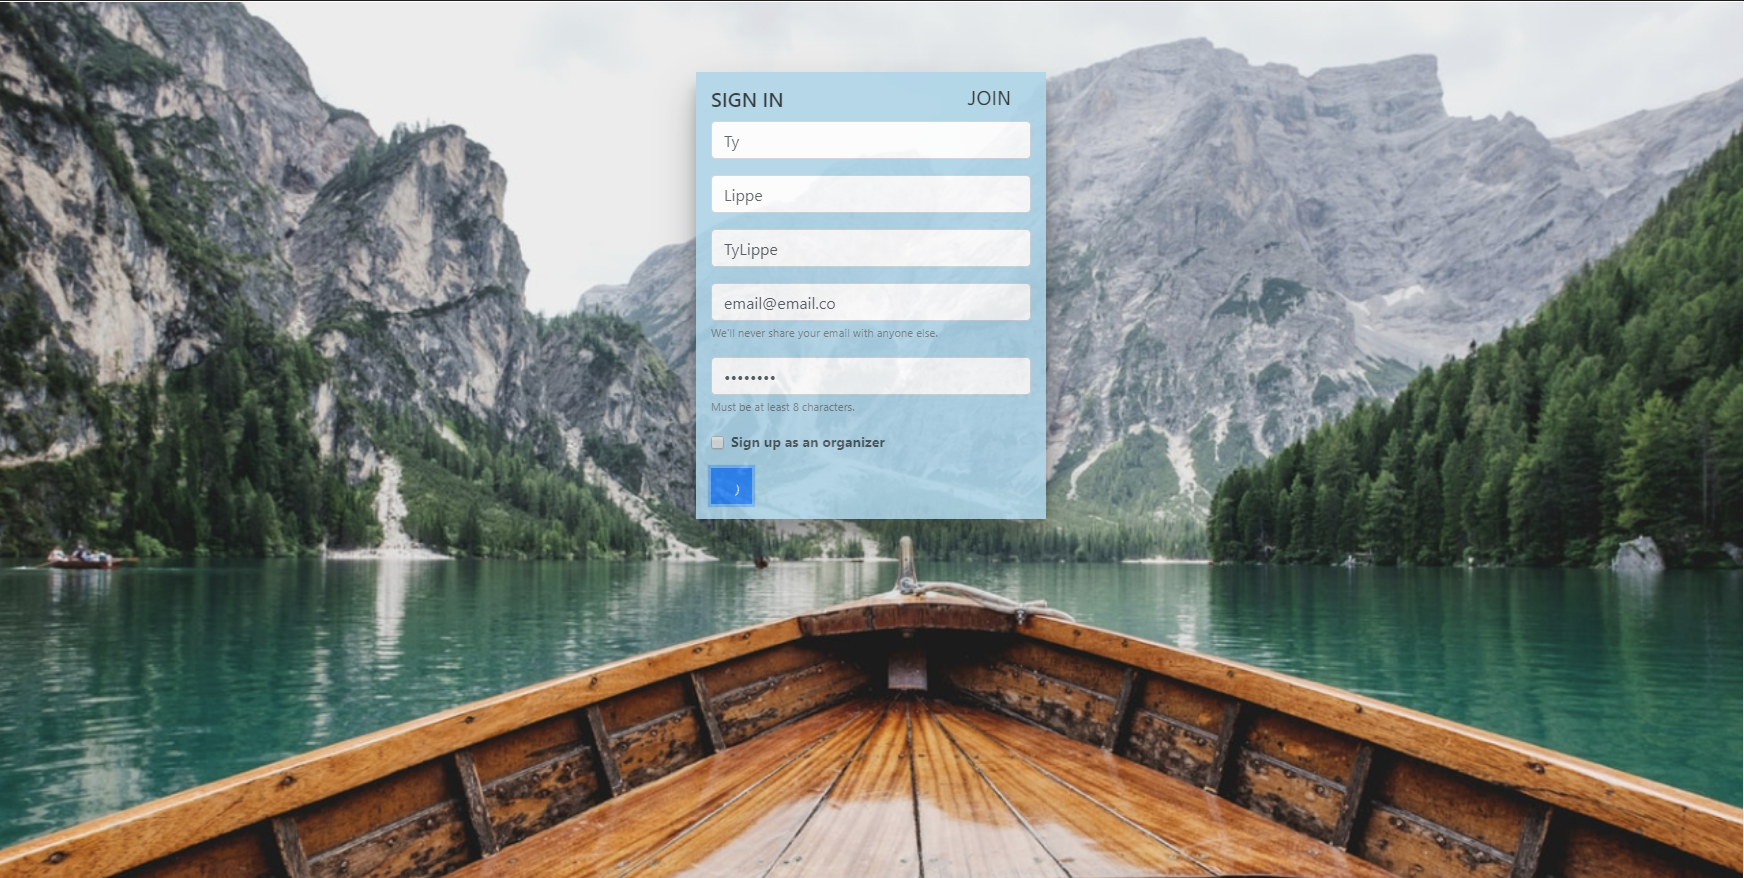 SIGN IN JOIN
Ty
Lippe
TyLippe
email@email.co
We'll never share your email with anyone else.
••••••••
Must be at least 8 characters.
Sign up as an organizer